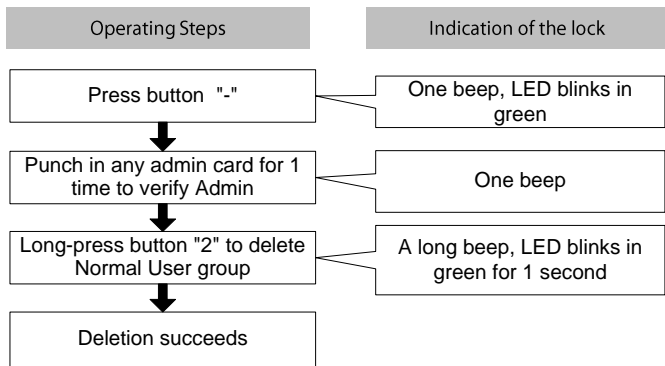 Operating Steps
Indication of the lock
Press button "-"
One beep, LED blinks in
green
Punch in any admin card for 1
time to verify Admin
One beep
Long-press button "2" to delete
Normal User group
A long beep, LED blinks in
green for 1 second
Deletion succeeds